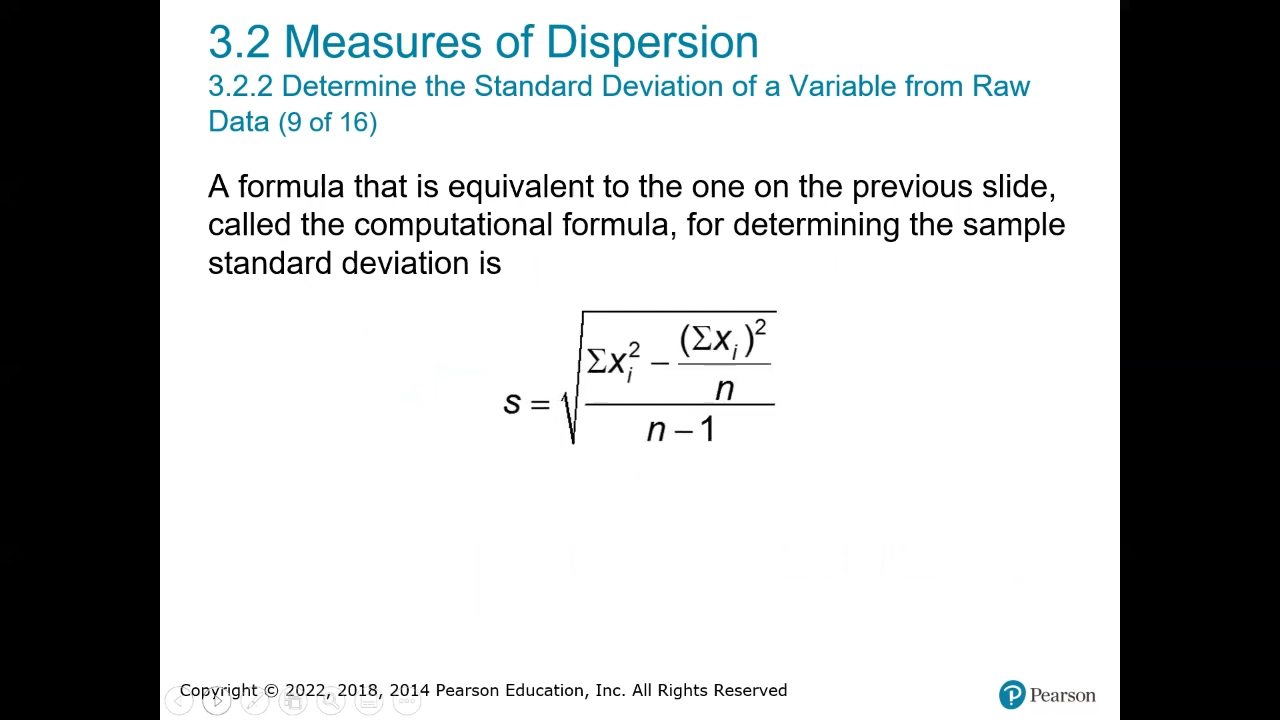 3.2 Measures of Dispersion
3.2.2 Determine the Standard Deviation of a Variable from Raw
Data (9 of 16)
A formula that is equivalent to the one on the previous slide,
called the computational formula, for determining the sample
standard deviation is
s = √((Σxᵢ² − (Σxᵢ)²/n)/(n − 1))
Copyright © 2022, 2018, 2014 Pearson Education, Inc. All Rights Reserved
P Pearson